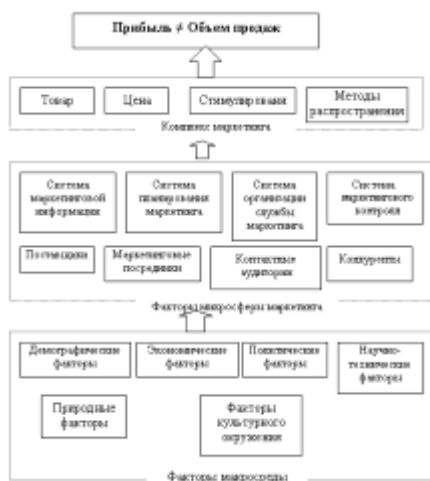 Прибыль ≠ Объем продаж
Товар
Цена
Стимулировани
Методы
распространения
Комплекс маркетинга
Система
маркетинговой
информации
Система
планирования
маркетинга
Система
организации
службы
маркетинга
Система
маркетингового
контроля
Поставщики
Маркетинговые
посредники
Контактные
аудитории
Конкуренты
Факторы микросферы маркетинга
Демографические
факторы
Экономические
факторы
Политические
факторы
Научно-
технические
факторы
Природные
факторы
Факторы
культурного
окружения
Факторы макросреды